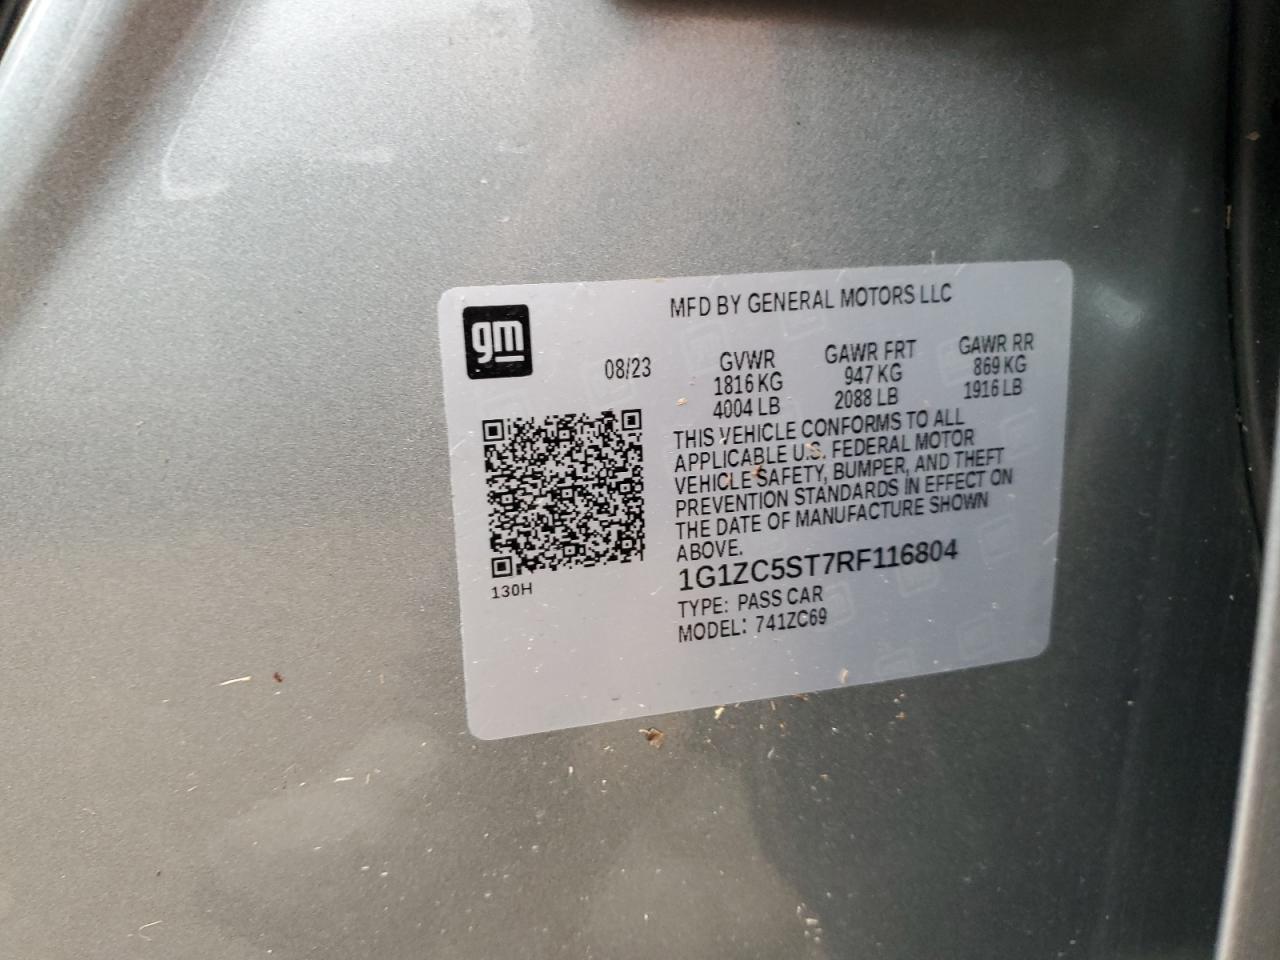 gm
MFD BY GENERAL MOTORS LLC
08/23
GVWR GAWR FRT GAWR RR
1816 KG 947 KG 869 KG
4004 LB 2088 LB 1916 LB
THIS VEHICLE CONFORMS TO ALL
APPLICABLE U.S. FEDERAL MOTOR
VEHICLE SAFETY, BUMPER, AND THEFT
PREVENTION STANDARDS IN EFFECT ON
THE DATE OF MANUFACTURE SHOWN
ABOVE.
1G1ZC5ST7RF116804
130H
TYPE: PASS CAR
MODEL: 741ZC69